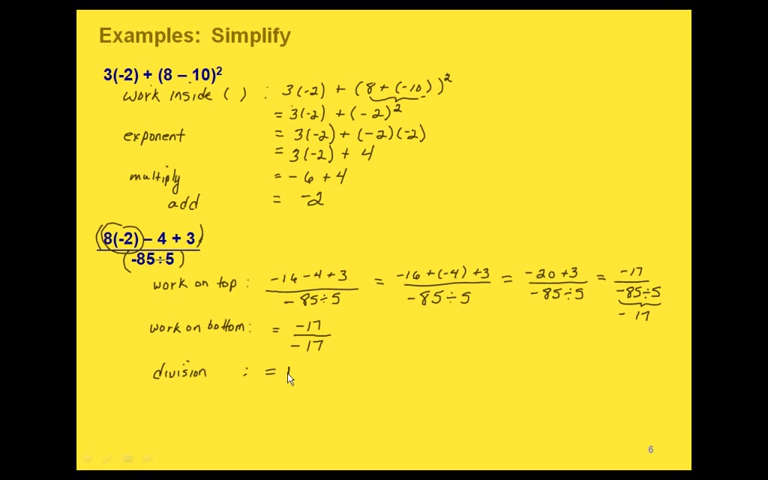 Examples: Simplify
3(-2) + (8 – 10)²
work inside ( ) : 3(-2) + (8 + (-10))²
= 3(-2) + (-2)²
exponent = 3(-2) + (-2)(-2)
= 3(-2) + 4
multiply = -6 + 4
add = -2
8(-2) – 4 + 3
(-85÷5)
work on top: -16 -4 +3 / -85÷5 = -16 + (-4) +3 / -85÷5 = -20 +3 / -85÷5 = -17 / -85÷5
-17
work on bottom: = -17 / -17
division : = 1
6